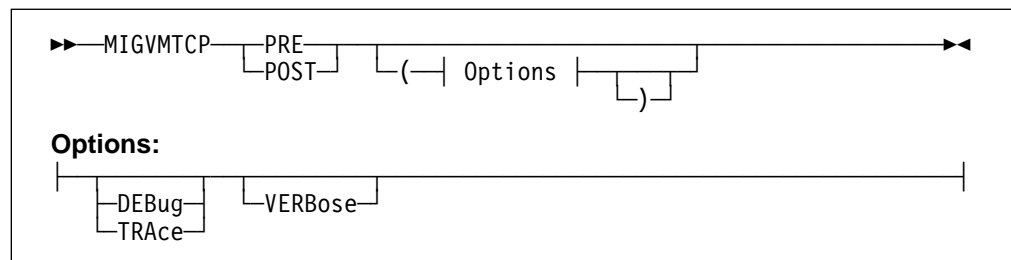 MIGVMTCP PRE
POST ( Options
)
Options:
DEBug VERBose
TRAce